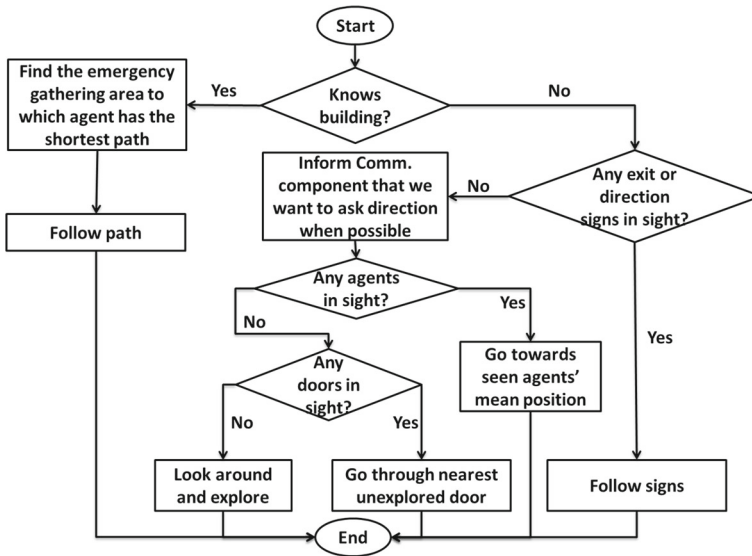 Start
Find the emergency
gathering area to
which agent has the
shortest path
Yes
Knows
building?
No
Inform Comm.
component that we
want to ask direction
when possible
No
Any exit or
direction
signs in sight?
Follow path
Any agents
in sight?
No
Yes
Yes
Any
doors in
sight?
Go towards
seen agents'
mean position
No
Yes
Look around
and explore
Go through nearest
unexplored door
Follow signs
End